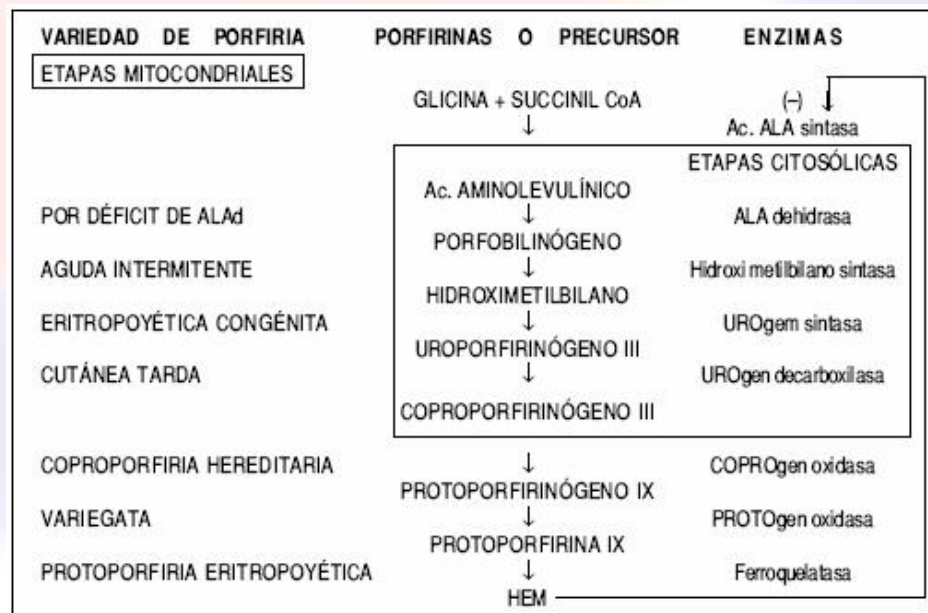 VARIEDAD DE PORFIRIA PORFIRINAS O PRECURSOR ENZIMAS
ETAPAS MITOCONDRIALES
GLICINA + SUCCINIL CoA (–) ↓
↓ Ac. ALA sintasa
ETAPAS CITOSÓLICAS
Ac. AMINOLEVULÍNICO
POR DÉFICIT DE ALAd ↓ ALA dehidrasa
PORFOBILINÓGENO
AGUDA INTERMITENTE ↓ Hidroxi metilbilano sintasa
HIDROXIMETILBILANO
ERITROPOYÉTICA CONGÉNITA ↓ UROgem sintasa
UROPORFIRINÓGENO III
CUTÁNEA TARDA ↓ UROgen decarboxilasa
COPROPORFIRINÓGENO III
COPROPORFIRIA HEREDITARIA ↓ COPROgen oxidasa
PROTOPORFIRINÓGENO IX
VARIEGATA ↓ PROTOgen oxidasa
PROTOPORFIRINA IX
PROTOPORFIRIA ERITROPOYÉTICA ↓ Ferroquelatasa
HEM